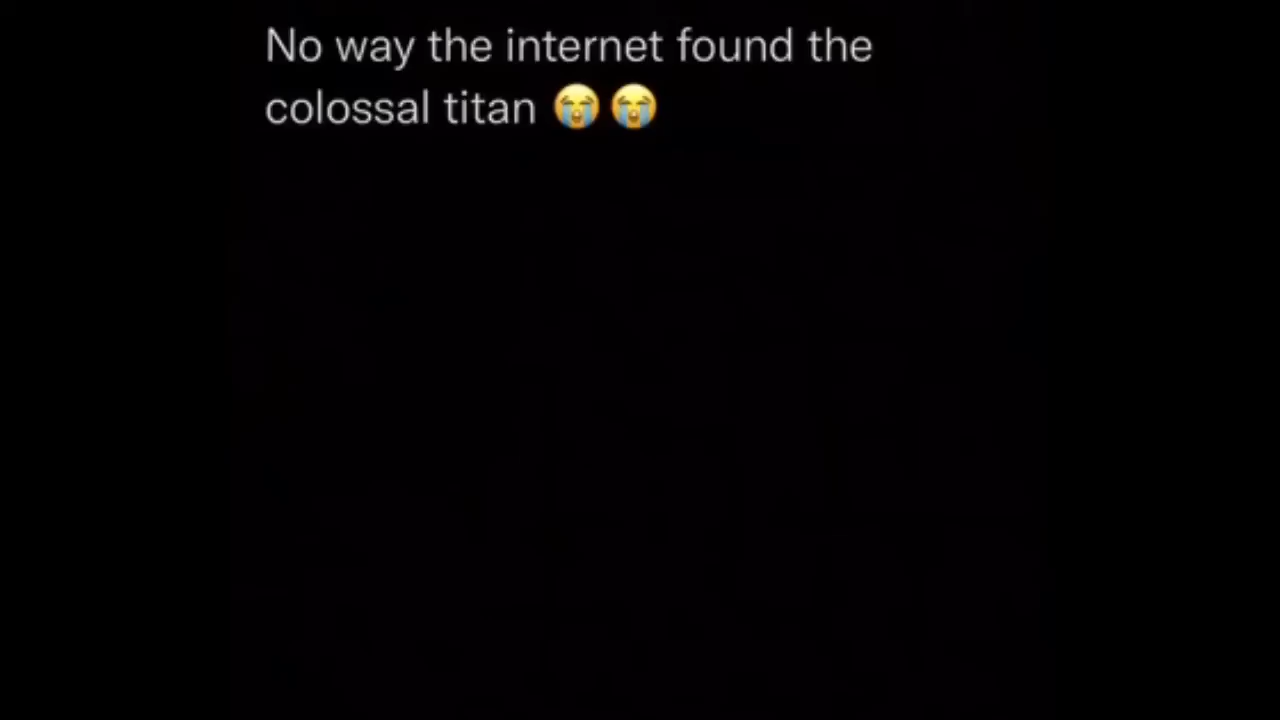 No way the internet found the
colossal titan 😭😭